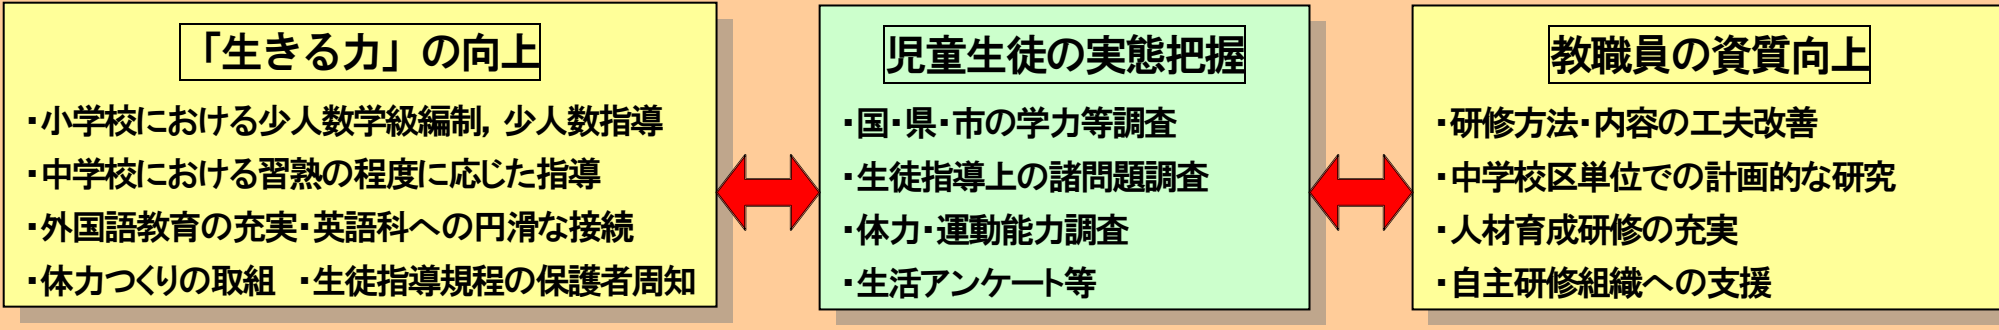 「生きる力」の向上
・小学校における少人数学級編制，少人数指導
・中学校における習熟の程度に応じた指導
・外国語教育の充実・英語科への円滑な接続
・体力つくりの取組　・生徒指導規程の保護者周知
児童生徒の実態把握
・国・県・市の学力等調査
・生徒指導上の諸問題調査
・体力・運動能力調査
・生活アンケート等
教職員の資質向上
・研修方法・内容の工夫改善
・中学校区単位での計画的な研究
・人材育成研修の充実
・自主研修組織への支援